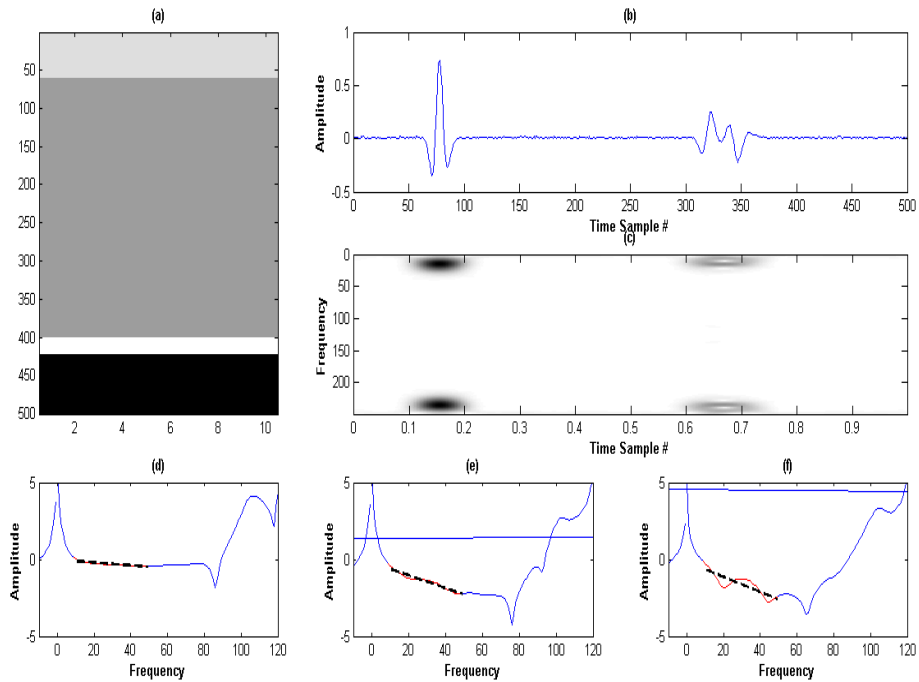 (a)
50
100
150
200
250
300
350
400
450
500
2 4 6 8 10
(b)
Amplitude
1
0.5
0
-0.5
0 50 100 150 200 250 300 350 400 450 500
Time Sample #
(c)
Frequency
0
50
100
150
200
0 0.1 0.2 0.3 0.4 0.5 0.6 0.7 0.8 0.9
Time Sample #
(d)
Amplitude
5
0
-5
0 20 40 60 80 100 120
Frequency
(e)
Amplitude
5
0
-5
0 20 40 60 80 100 120
Frequency
(f)
Amplitude
5
0
-5
0 20 40 60 80 100 120
Frequency